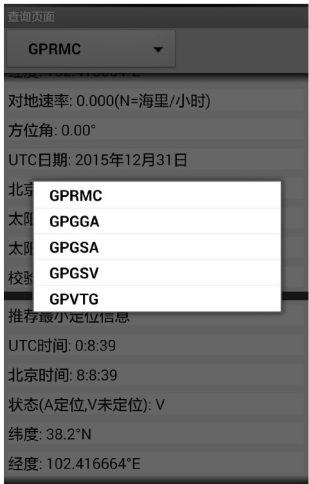 查询页面
GPRMC
经度: 102.416664°E
对地速率: 0.000(N=海里/小时)
方位角: 0.00°
UTC日期: 2015年12月31日
北京
太阳
太阳
校验
GPRMC
GPGGA
GPGSA
GPGSV
GPVTG
推荐最小定位信息
UTC时间: 0:8:39
北京时间: 8:8:39
状态(A定位,V未定位): V
纬度: 38.2°N
经度: 102.416664°E